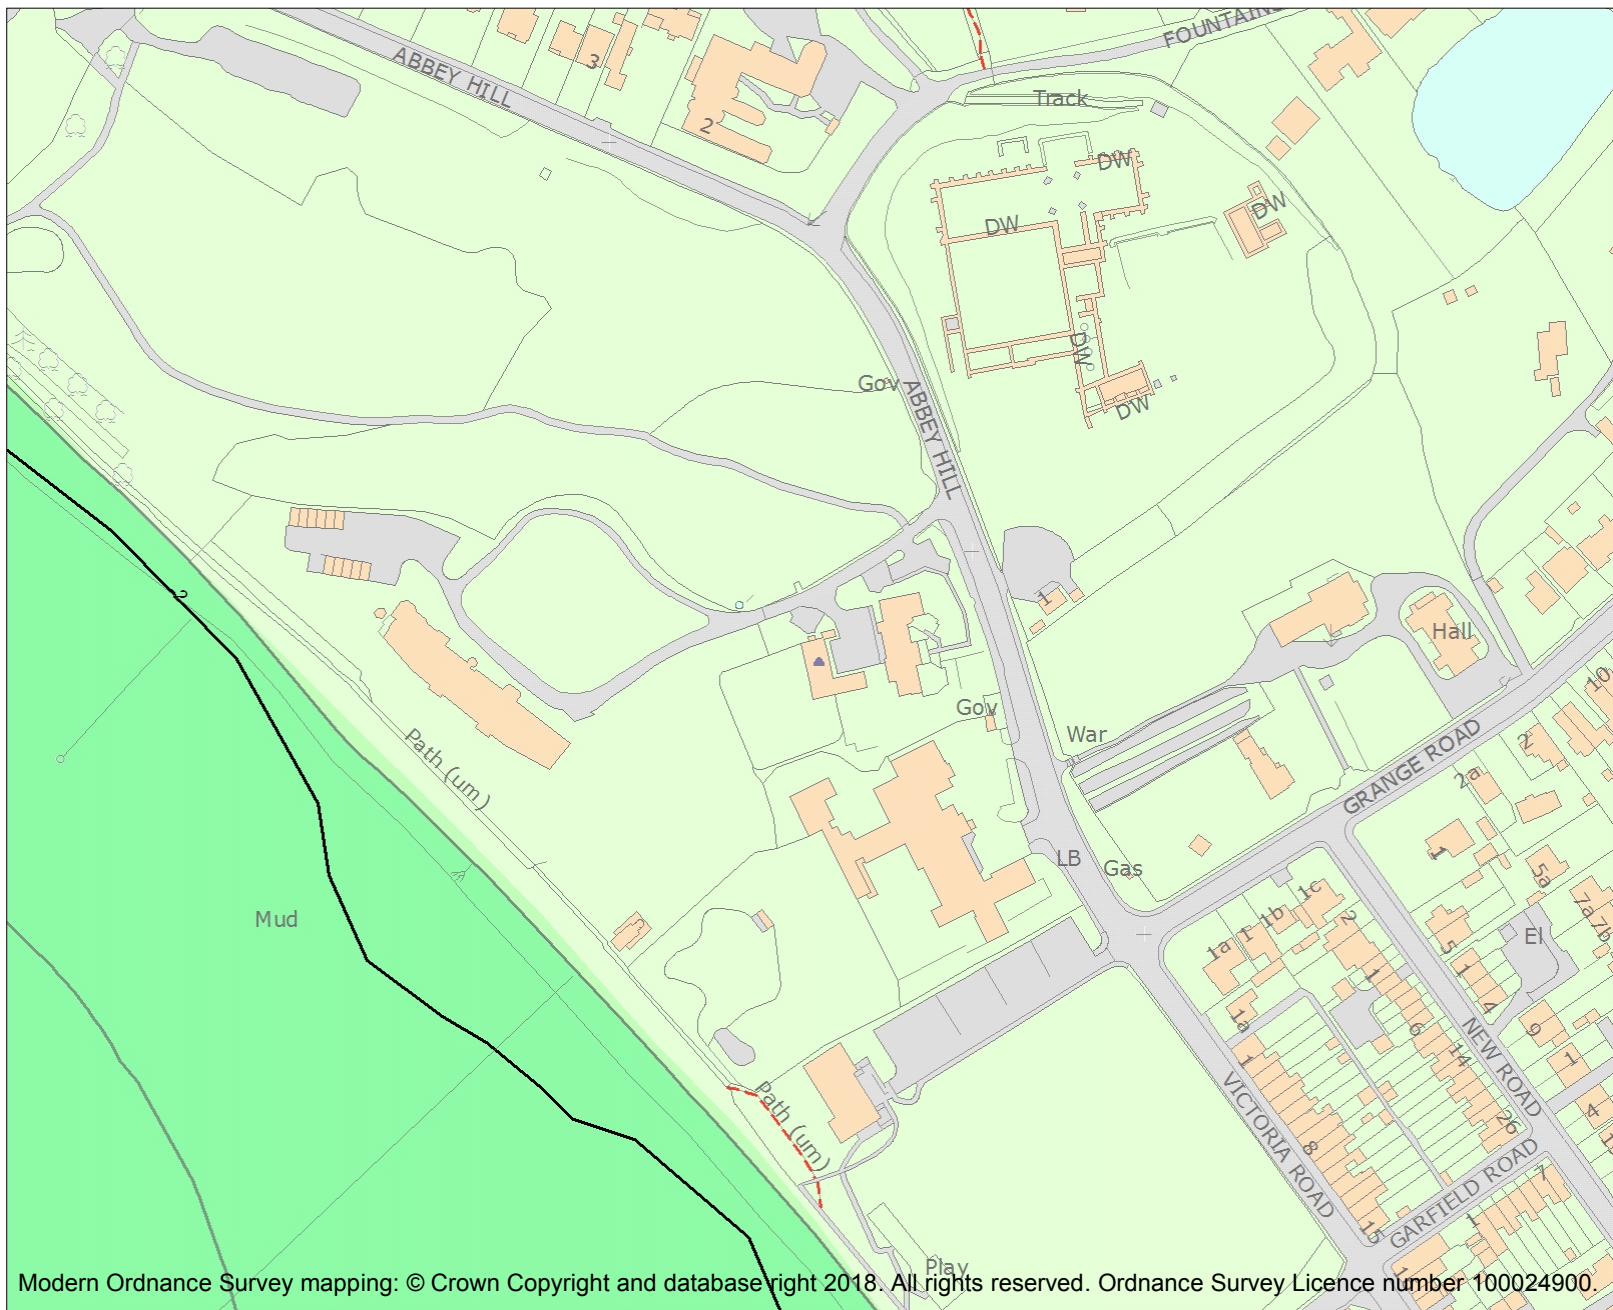 FOUNTAINS
ABBEY HILL
3
2
Track
DW
DW
DW
DW
DW
Gov
ABBEY HILL
2
1
Hall
10
Gov
War
Path (um)
GRANGE ROAD
2
2a
1
LB
Gas
5a
1c
1b
2
1
1a
7a
7b
El
5
1
4
Mud
1
1a
6
9
14
1
NEW ROAD
1
Path (um)
VICTORIA ROAD
26
4
8
GARFIELD ROAD
7
15
1
Play
Modern Ordnance Survey mapping: © Crown Copyright and database right 2018. All rights reserved. Ordnance Survey Licence number 100024900.